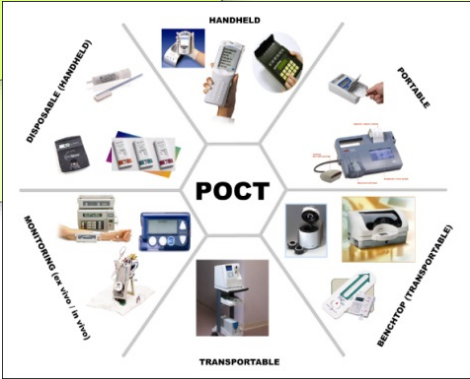 HANDHELD
DISPOSABLE (HANDHELD)
PORTABLE
POCT
MONITORING (ex vivo / in vivo)
BENCHTOP (TRANSPORTABLE)
TRANSPORTABLE